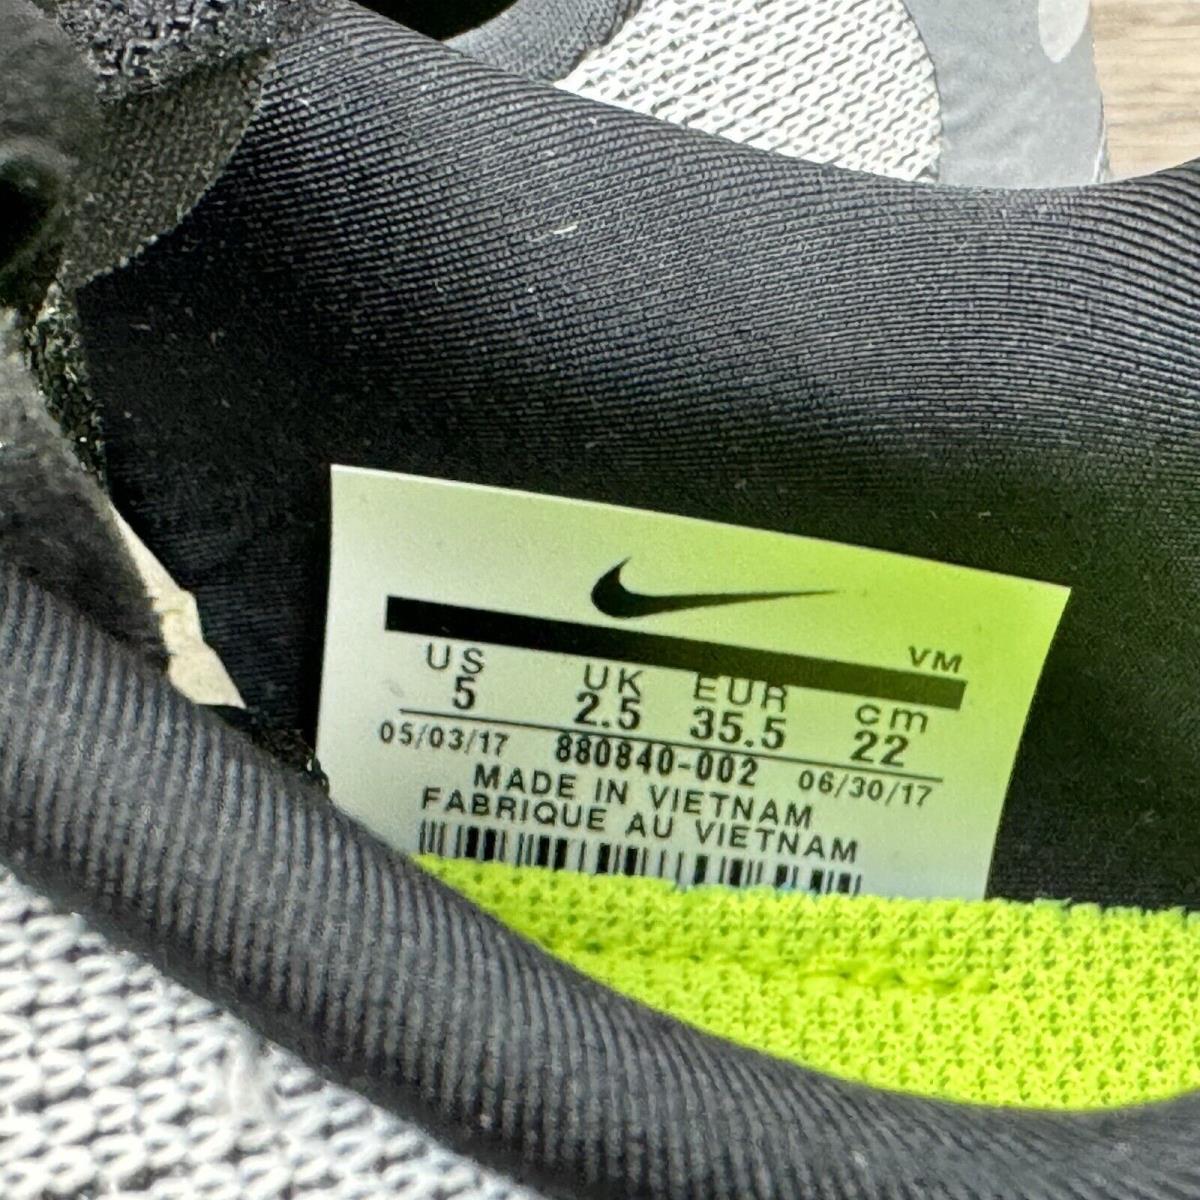 VM
US UK EUR cm
5 2.5 35.5 22
05/03/17 880840-002 06/30/17
MADE IN VIETNAM
FABRIQUE AU VIETNAM